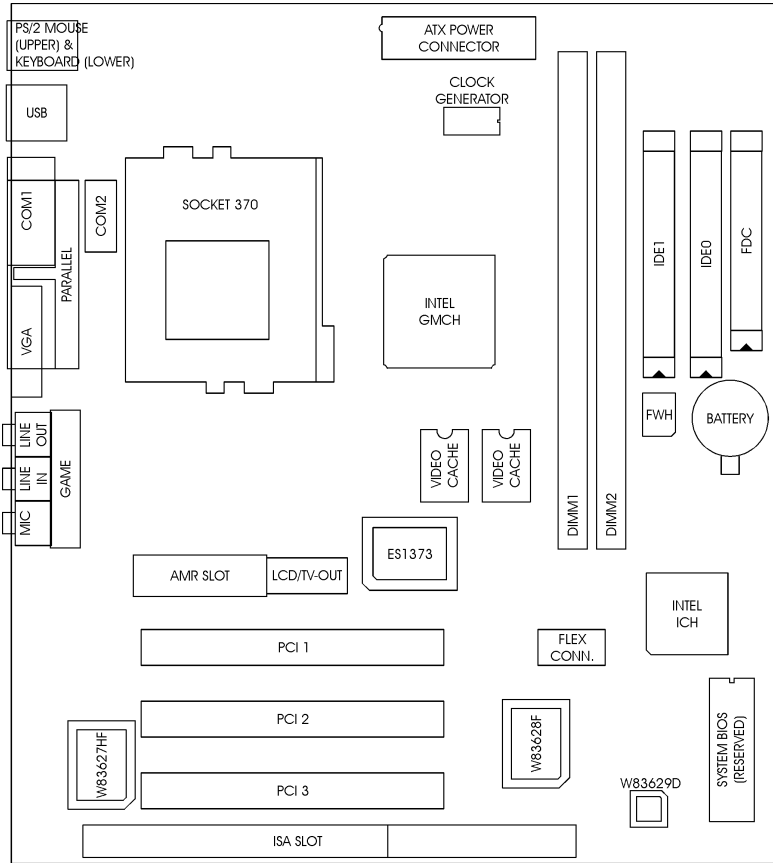 PS/2 MOUSE
(UPPER) &
KEYBOARD (LOWER)
ATX POWER
CONNECTOR
CLOCK
GENERATOR
USB
COM1
PARALLEL
COM2
SOCKET 370
VGA
INTEL
GMCH
IDE1
IDE0
FDC
FWH
BATTERY
LINE
OUT
LINE
IN
MIC
GAME
VIDEO
CACHE
VIDEO
CACHE
DIMM1
DIMM2
ES1373
AMR SLOT
LCD/TV-OUT
INTEL
ICH
PCI 1
FLEX
CONN.
PCI 2
W83627HF
W83628F
SYSTEM BIOS
(RESERVED)
PCI 3
W83629D
ISA SLOT